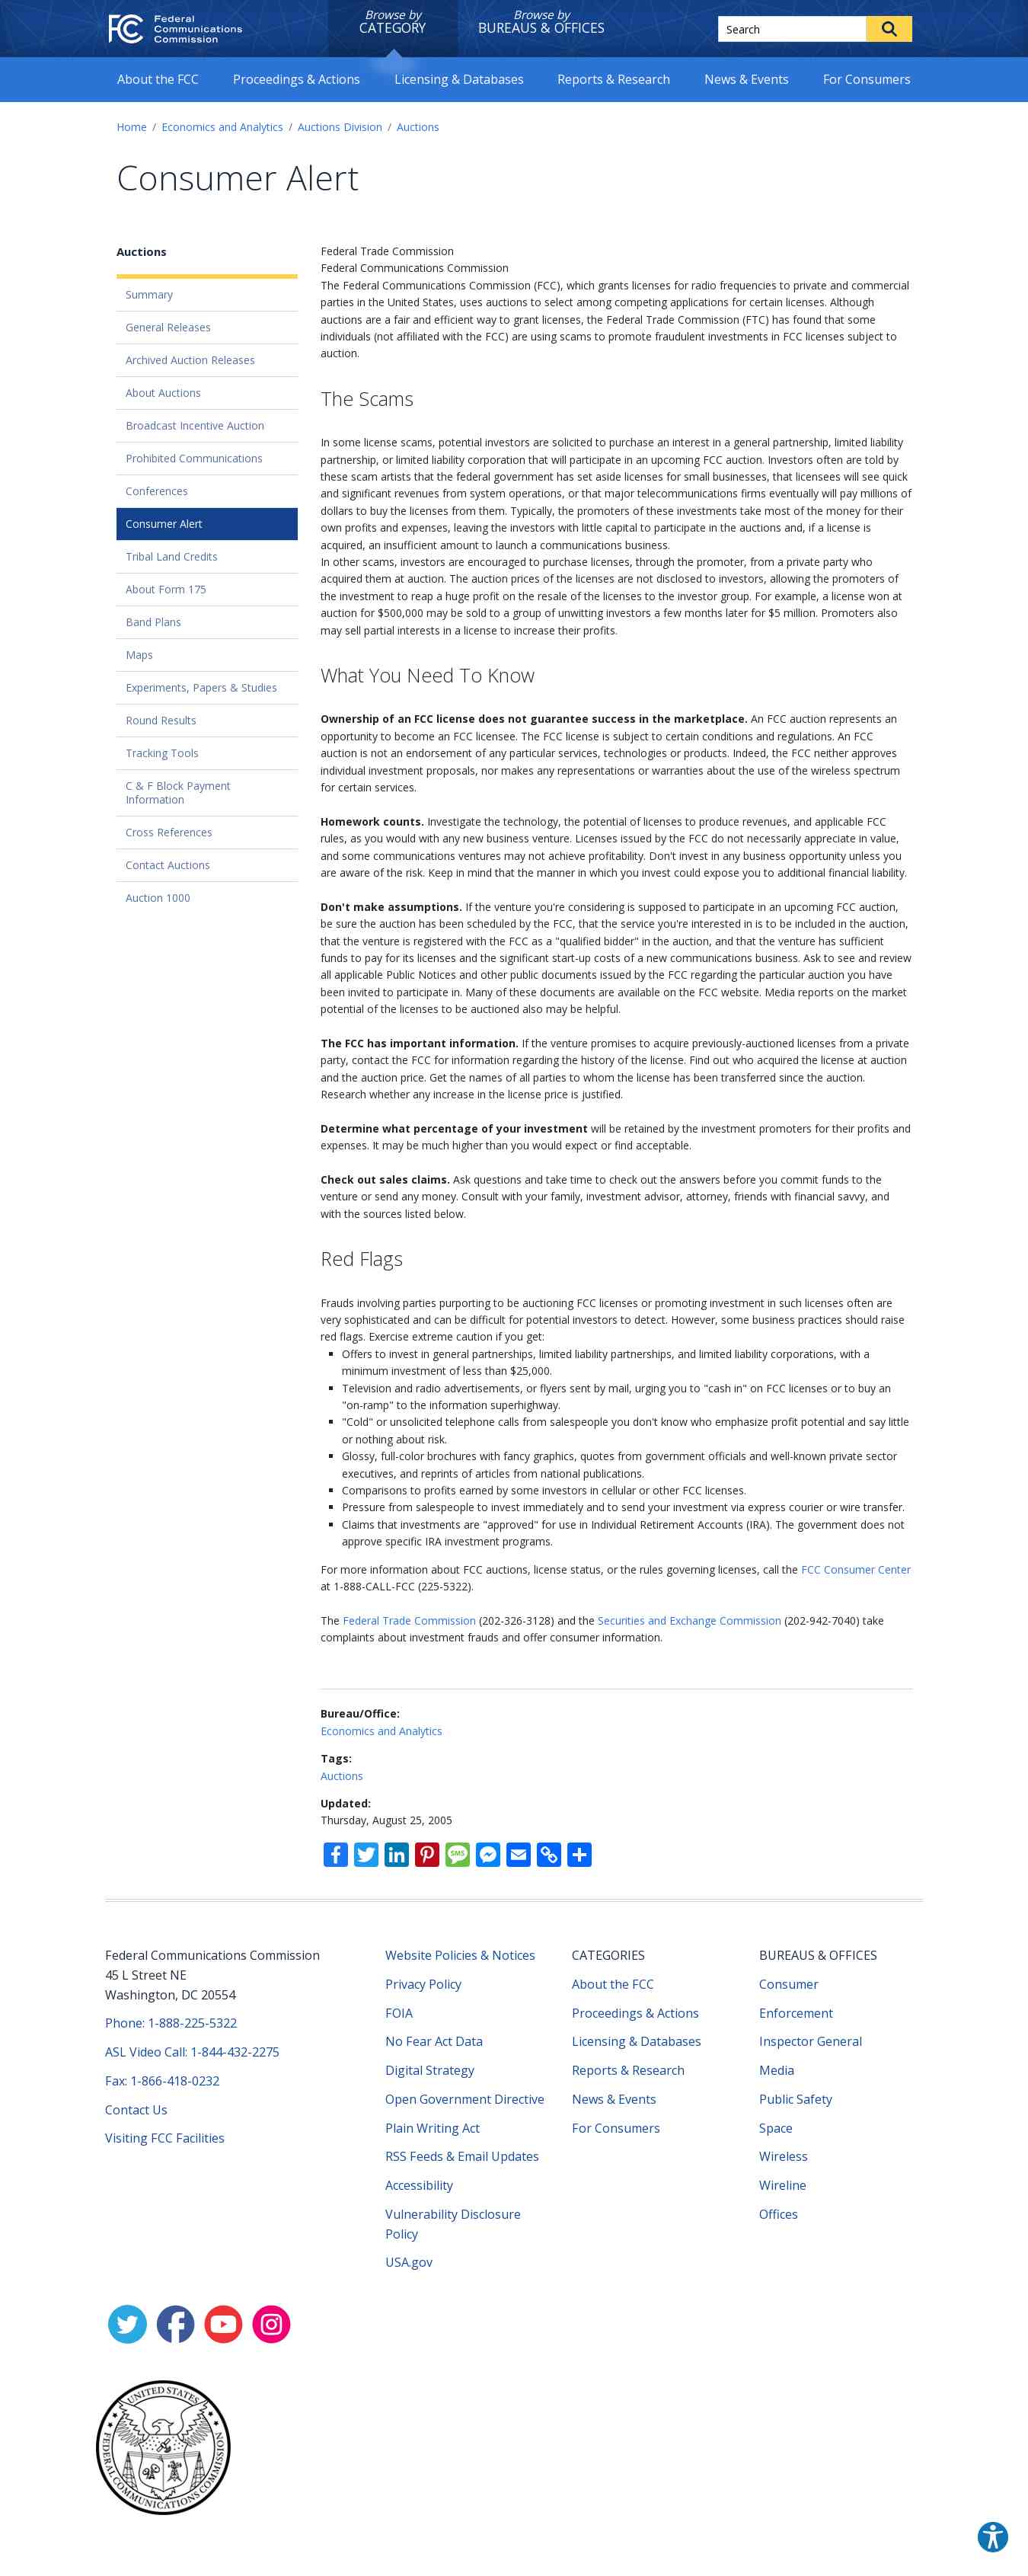 Federal
Communications
Commission
Browse by
CATEGORY
Browse by
BUREAUS & OFFICES
Search
About the FCC
Proceedings & Actions
Licensing & Databases
Reports & Research
News & Events
For Consumers
Home / Economics and Analytics / Auctions Division / Auctions
Consumer Alert
Auctions
Summary
General Releases
Archived Auction Releases
About Auctions
Broadcast Incentive Auction
Prohibited Communications
Conferences
Consumer Alert
Tribal Land Credits
About Form 175
Band Plans
Maps
Experiments, Papers & Studies
Round Results
Tracking Tools
C & F Block Payment
Information
Cross References
Contact Auctions
Auction 1000
Federal Trade Commission
Federal Communications Commission
The Federal Communications Commission (FCC), which grants licenses for radio frequencies to private and commercial
parties in the United States, uses auctions to select among competing applications for certain licenses. Although
auctions are a fair and efficient way to grant licenses, the Federal Trade Commission (FTC) has found that some
individuals (not affiliated with the FCC) are using scams to promote fraudulent investments in FCC licenses subject to
auction.
The Scams
In some license scams, potential investors are solicited to purchase an interest in a general partnership, limited liability
partnership, or limited liability corporation that will participate in an upcoming FCC auction. Investors often are told by
these scam artists that the federal government has set aside licenses for small businesses, that licensees will see quick
and significant revenues from system operations, or that major telecommunications firms eventually will pay millions of
dollars to buy the licenses from them. Typically, the promoters of these investments take most of the money for their
own profits and expenses, leaving the investors with little capital to participate in the auctions and, if a license is
acquired, an insufficient amount to launch a communications business.
In other scams, investors are encouraged to purchase licenses, through the promoter, from a private party who
acquired them at auction. The auction prices of the licenses are not disclosed to investors, allowing the promoters of
the investment to reap a huge profit on the resale of the licenses to the investor group. For example, a license won at
auction for $500,000 may be sold to a group of unwitting investors a few months later for $5 million. Promoters also
may sell partial interests in a license to increase their profits.
What You Need To Know
Ownership of an FCC license does not guarantee success in the marketplace. An FCC auction represents an
opportunity to become an FCC licensee. The FCC license is subject to certain conditions and regulations. An FCC
auction is not an endorsement of any particular services, technologies or products. Indeed, the FCC neither approves
individual investment proposals, nor makes any representations or warranties about the use of the wireless spectrum
for certain services.
Homework counts. Investigate the technology, the potential of licenses to produce revenues, and applicable FCC
rules, as you would with any new business venture. Licenses issued by the FCC do not necessarily appreciate in value,
and some communications ventures may not achieve profitability. Don't invest in any business opportunity unless you
are aware of the risk. Keep in mind that the manner in which you invest could expose you to additional financial liability.
Don't make assumptions. If the venture you're considering is supposed to participate in an upcoming FCC auction,
be sure the auction has been scheduled by the FCC, that the service you're interested in is to be included in the auction,
that the venture is registered with the FCC as a "qualified bidder" in the auction, and that the venture has sufficient
funds to pay for its licenses and the significant start-up costs of a new communications business. Ask to see and review
all applicable Public Notices and other public documents issued by the FCC regarding the particular auction you have
been invited to participate in. Many of these documents are available on the FCC website. Media reports on the market
potential of the licenses to be auctioned also may be helpful.
The FCC has important information. If the venture promises to acquire previously-auctioned licenses from a private
party, contact the FCC for information regarding the history of the license. Find out who acquired the license at auction
and the auction price. Get the names of all parties to whom the license has been transferred since the auction.
Research whether any increase in the license price is justified.
Determine what percentage of your investment will be retained by the investment promoters for their profits and
expenses. It may be much higher than you would expect or find acceptable.
Check out sales claims. Ask questions and take time to check out the answers before you commit funds to the
venture or send any money. Consult with your family, investment advisor, attorney, friends with financial savvy, and
with the sources listed below.
Red Flags
Frauds involving parties purporting to be auctioning FCC licenses or promoting investment in such licenses often are
very sophisticated and can be difficult for potential investors to detect. However, some business practices should raise
red flags. Exercise extreme caution if you get:
Offers to invest in general partnerships, limited liability partnerships, and limited liability corporations, with a
minimum investment of less than $25,000.
Television and radio advertisements, or flyers sent by mail, urging you to "cash in" on FCC licenses or to buy an
"on-ramp" to the information superhighway.
"Cold" or unsolicited telephone calls from salespeople you don't know who emphasize profit potential and say little
or nothing about risk.
Glossy, full-color brochures with fancy graphics, quotes from government officials and well-known private sector
executives, and reprints of articles from national publications.
Comparisons to profits earned by some investors in cellular or other FCC licenses.
Pressure from salespeople to invest immediately and to send your investment via express courier or wire transfer.
Claims that investments are "approved" for use in Individual Retirement Accounts (IRA). The government does not
approve specific IRA investment programs.
For more information about FCC auctions, license status, or the rules governing licenses, call the FCC Consumer Center
at 1-888-CALL-FCC (225-5322).
The Federal Trade Commission (202-326-3128) and the Securities and Exchange Commission (202-942-7040) take
complaints about investment frauds and offer consumer information.
Bureau/Office:
Economics and Analytics
Tags:
Auctions
Updated:
Thursday, August 25, 2005
SMS
Federal Communications Commission
45 L Street NE
Washington, DC 20554
Phone: 1-888-225-5322
ASL Video Call: 1-844-432-2275
Fax: 1-866-418-0232
Contact Us
Visiting FCC Facilities
Website Policies & Notices
Privacy Policy
FOIA
No Fear Act Data
Digital Strategy
Open Government Directive
Plain Writing Act
RSS Feeds & Email Updates
Accessibility
Vulnerability Disclosure
Policy
USA.gov
CATEGORIES
About the FCC
Proceedings & Actions
Licensing & Databases
Reports & Research
News & Events
For Consumers
BUREAUS & OFFICES
Consumer
Enforcement
Inspector General
Media
Public Safety
Space
Wireless
Wireline
Offices
UNITED STATES
FEDERAL COMMUNICATIONS COMMISSION